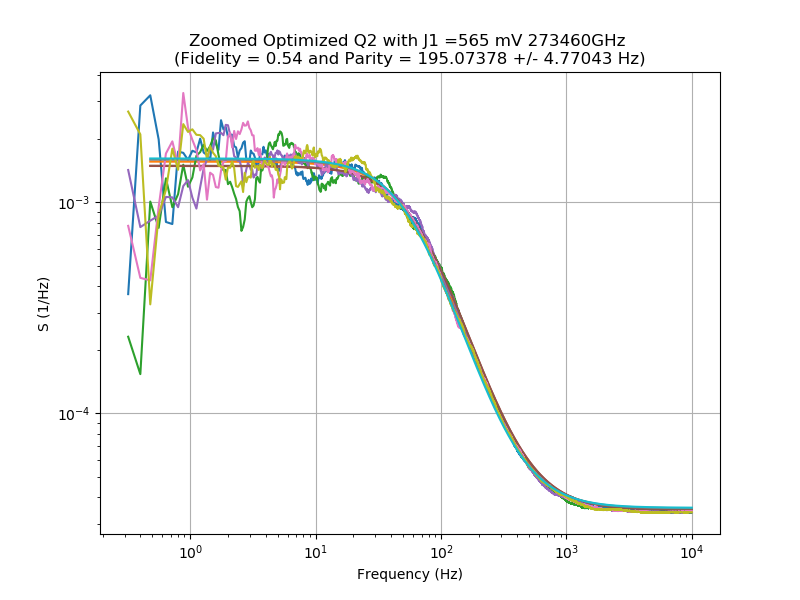 Zoomed Optimized Q2 with J1 =565 mV 273460GHz
(Fidelity = 0.54 and Parity = 195.07378 +/- 4.77043 Hz)
S (1/Hz)
10⁻³
10⁻⁴
10⁰ 10¹ 10² 10³ 10⁴
Frequency (Hz)